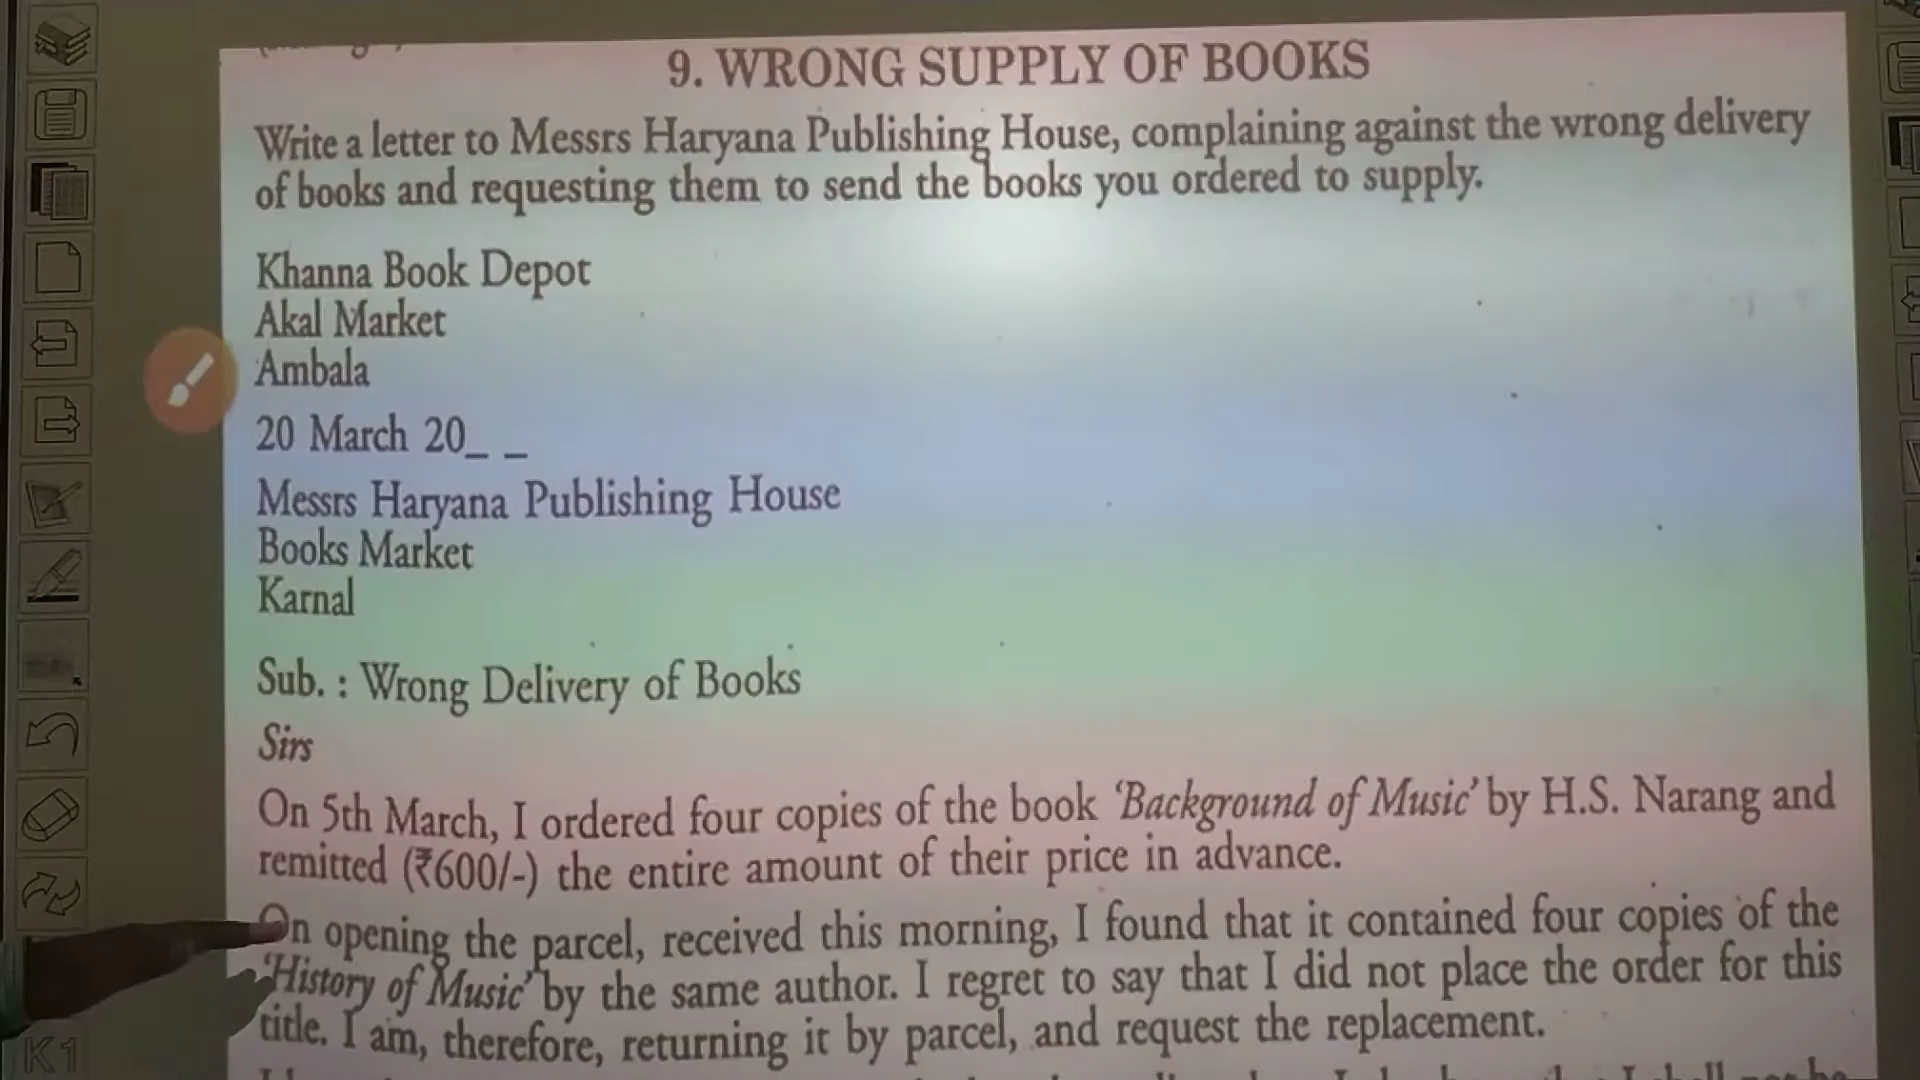 9. WRONG SUPPLY OF BOOKS
Write a letter to Messrs Haryana Publishing House, complaining against the wrong delivery
of books and requesting them to send the books you ordered to supply.
Khanna Book Depot
Akal Market
Ambala
20 March 20_ _
Messrs Haryana Publishing House
Books Market
Karnal
Sub. : Wrong Delivery of Books
Sirs
On 5th March, I ordered four copies of the book 'Background of Music' by H.S. Narang and
remitted (₹600/-) the entire amount of their price in advance.
On opening the parcel, received this morning, I found that it contained four copies of the
'History of Music' by the same author. I regret to say that I did not place the order for this
title. I am, therefore, returning it by parcel, and request the replacement.
K1